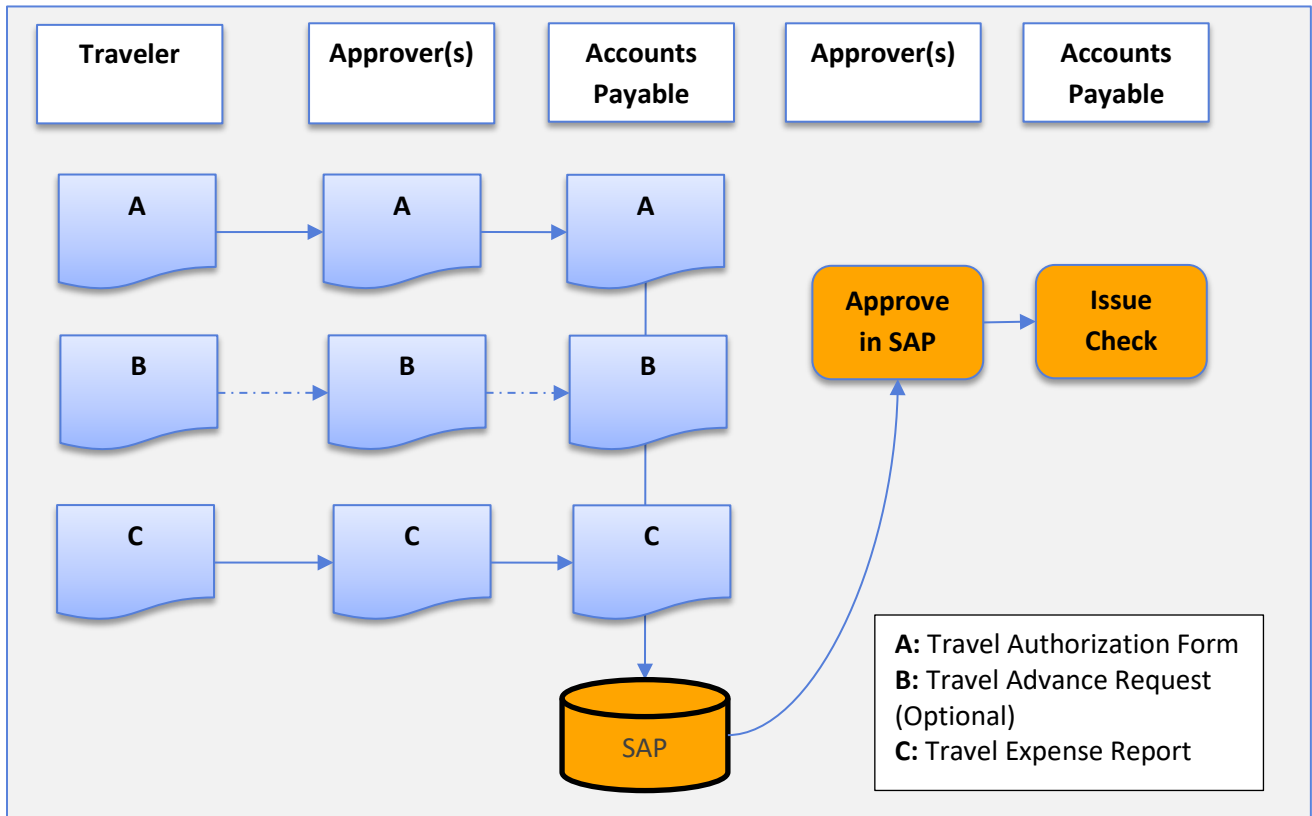 Traveler
Approver(s)
Accounts
Payable
Approver(s)
Accounts
Payable
A
A
A
B
B
B
C
C
C
SAP
Approve
in SAP
Issue
Check
A: Travel Authorization Form
B: Travel Advance Request
(Optional)
C: Travel Expense Report